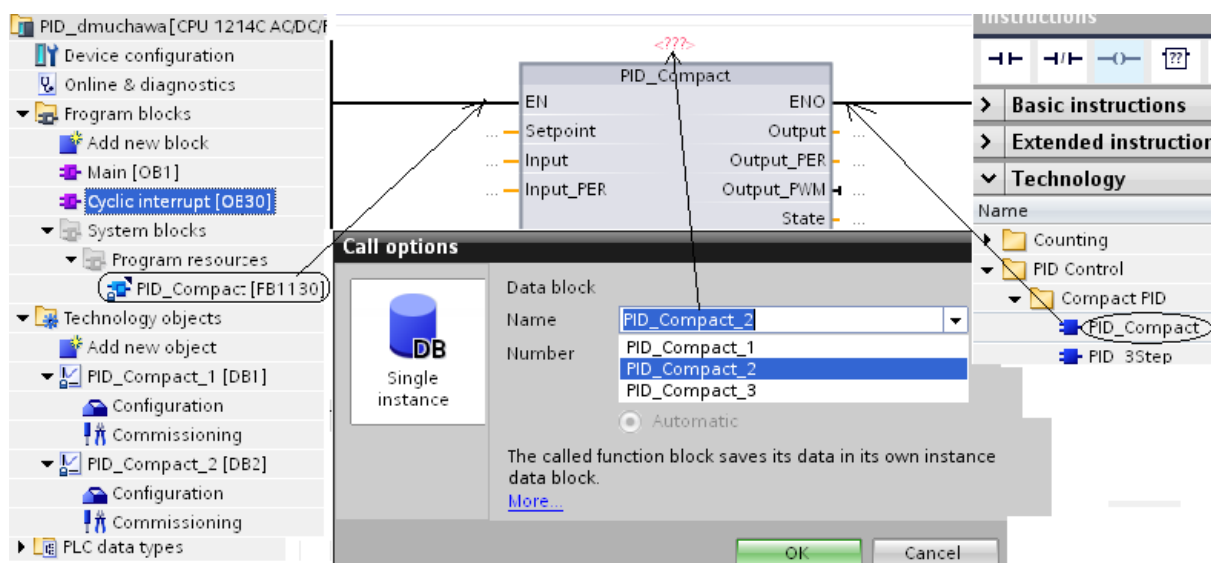 PID_dmuchawa [CPU 1214C AC/DC/R
Device configuration
Online & diagnostics
Program blocks
Add new block
Main [OB1]
Cyclic interrupt [OB30]
System blocks
Program resources
PID_Compact [FB1130]
Technology objects
Add new object
PID_Compact_1 [DB1]
Configuration
Commissioning
PID_Compact_2 [DB2]
Configuration
Commissioning
PLC data types
<???>
PID_Compact
EN ENO
... Setpoint Output ...
... Input Output_PER ...
... Input_PER Output_PWM ...
State ...
Call options
DB
Single
instance
Data block
Name PID_Compact_2
Number PID_Compact_1
PID_Compact_2
PID_Compact_3
Automatic
The called function block saves its data in its own instance
data block.
More...
OK Cancel
Instructions
??
Basic instructions
Extended instruction
Technology
Name
Counting
PID Control
Compact PID
PID_Compact
PID_3Step